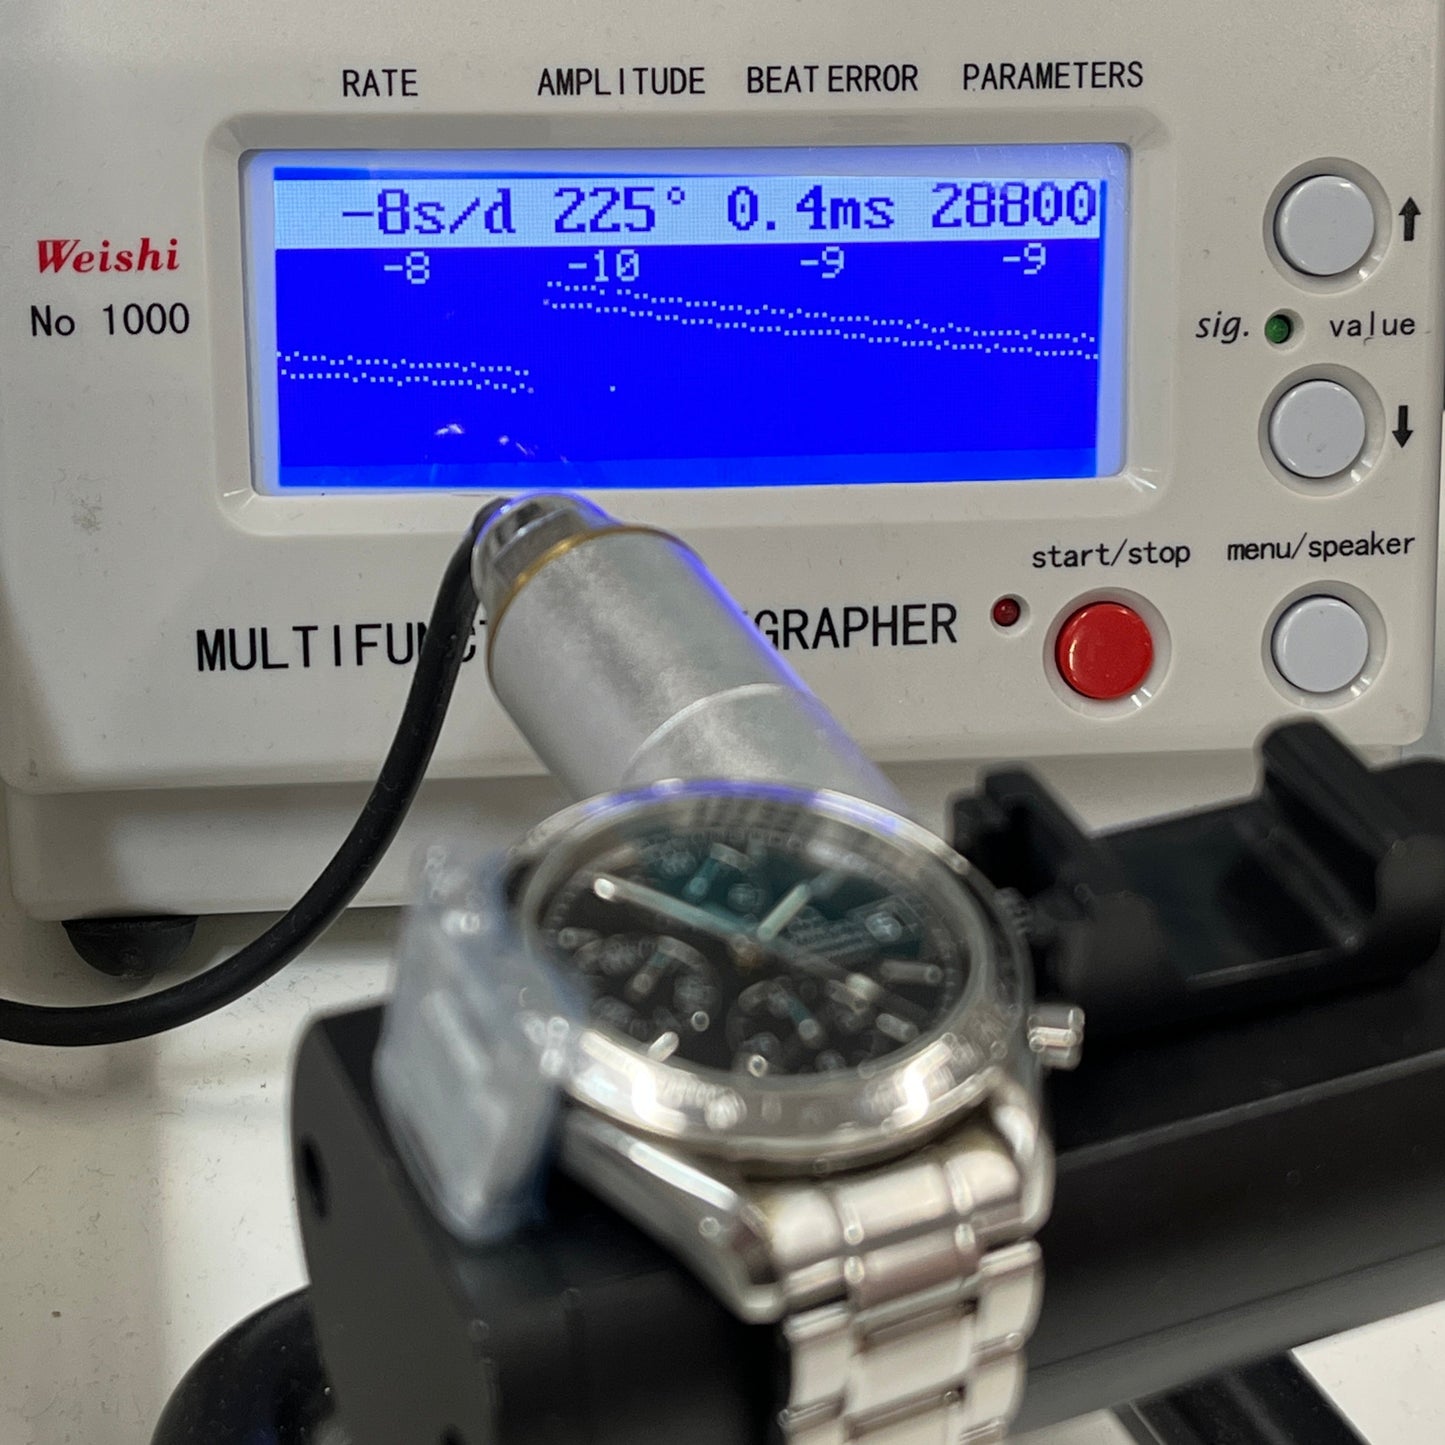 RATE AMPLITUDE BEAT ERROR PARAMETERS
-8s/d 225° 0.4ms 28800
-8 -10 -9 -9
Weishi
No 1000
sig. value
start/stop menu/speaker
MULTIFUNCT GRAPHER